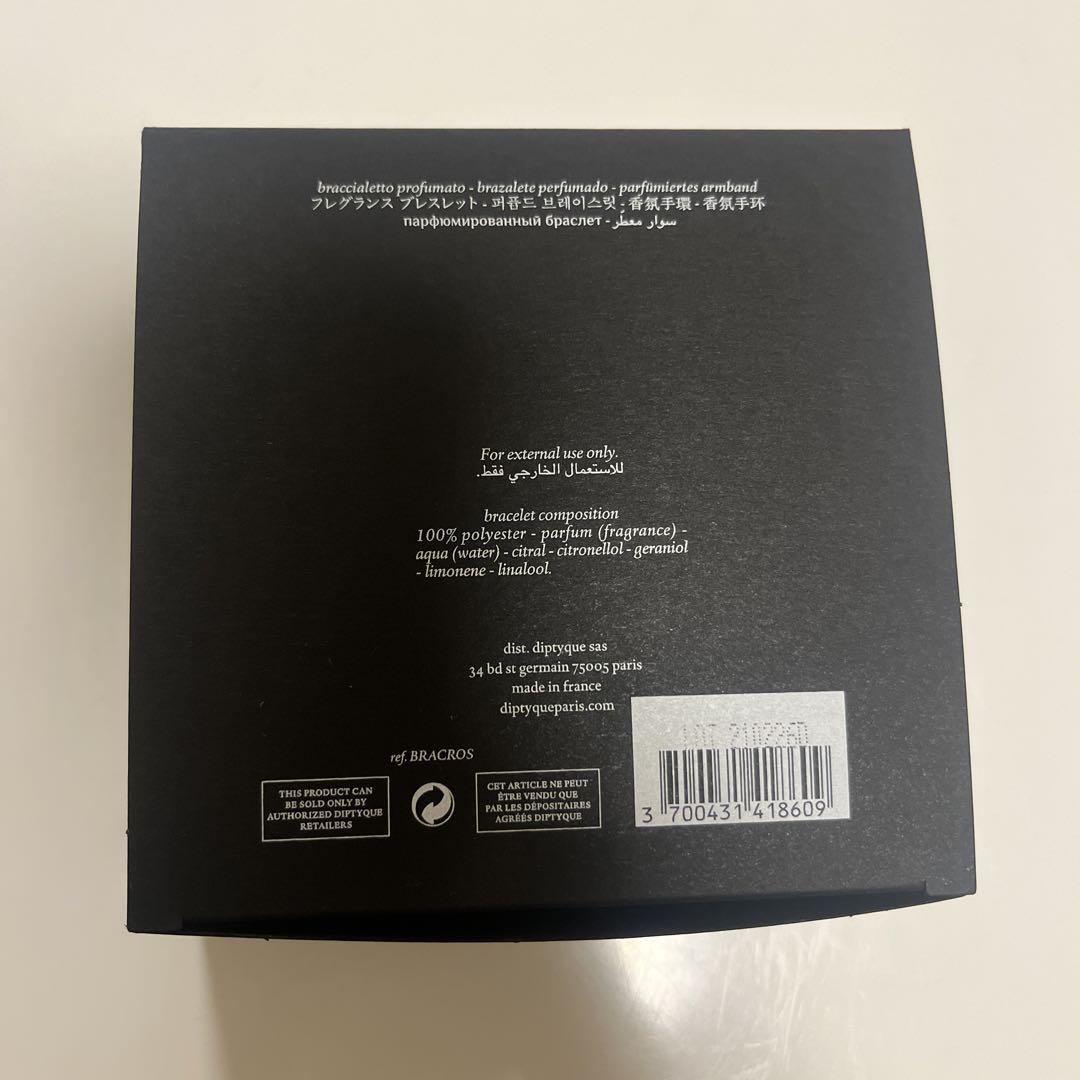 braccialetto profumato - brazalete perfumado - parfümiertes armband
フレグランス ブレスレット - 퍼퓸드 브레이스릿 - 香氛手環 - 香氛手环
парфюмированный браслет - سوار معطّر
For external use only.
للاستعمال الخارجي فقط.
bracelet composition
100% polyester - parfum (fragrance) -
aqua (water) - citral - citronellol - geraniol
- limonene - linalool.
dist. diptyque sas
34 bd st germain 75005 paris
made in france
diptyqueparis.com
ref. BRACROS
THIS PRODUCT CAN
BE SOLD ONLY BY
AUTHORIZED DIPTYQUE
RETAILERS
CET ARTICLE NE PEUT
ÊTRE VENDU QUE
PAR LES DÉPOSITAIRES
AGRÉÉS DIPTYQUE
LOT
3 700431 418609